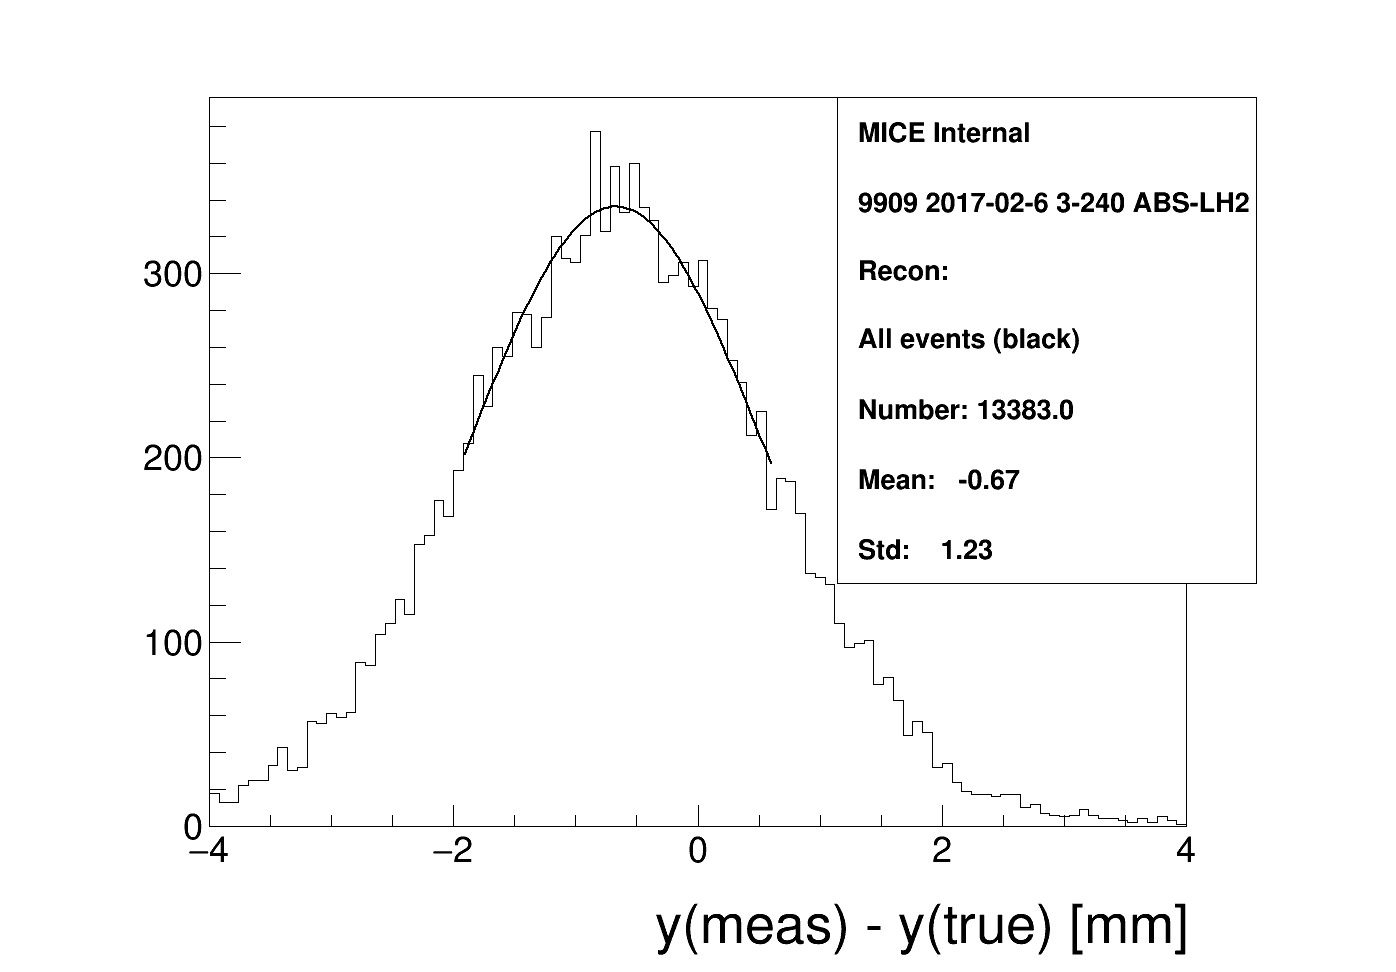 MICE Internal
9909 2017-02-6 3-240 ABS-LH2
Recon:
All events (black)
Number: 13383.0
Mean: -0.67
Std: 1.23
300
200
100
0
−4 −2 0 2 4
y(meas) - y(true) [mm]